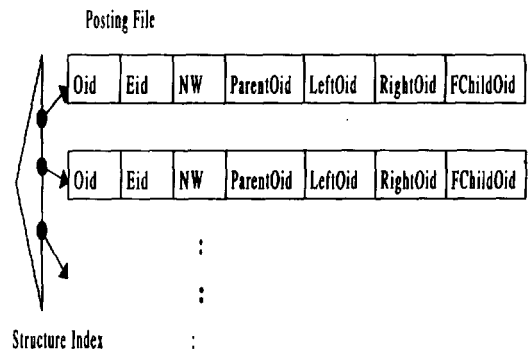 Posting File
Oid Eid NW ParentOid LeftOid RightOid FChildOid
Oid Eid NW ParentOid LeftOid RightOid FChildOid
:
:
Structure Index :